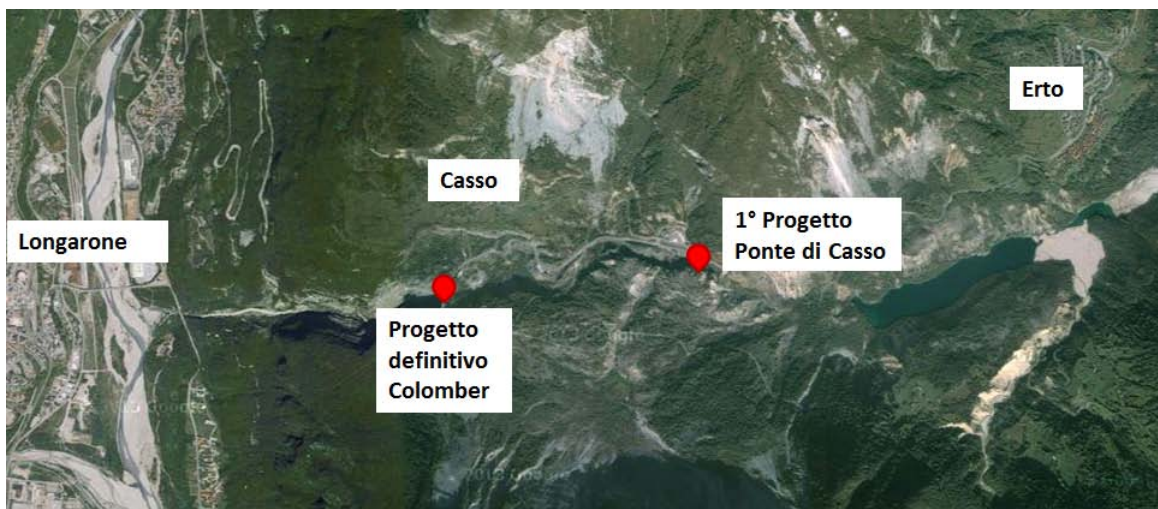 Erto
Casso
1° Progetto
Ponte di Casso
Longarone
Progetto
definitivo
Colomber